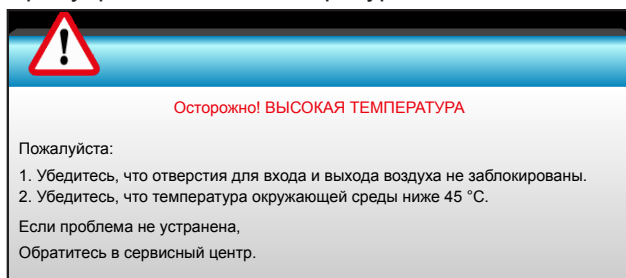 Осторожно! ВЫСОКАЯ ТЕМПЕРАТУРА
Пожалуйста:
1. Убедитесь, что отверстия для входа и выхода воздуха не заблокированы.
2. Убедитесь, что температура окружающей среды ниже 45 °C.
Если проблема не устранена,
Обратитесь в сервисный центр.